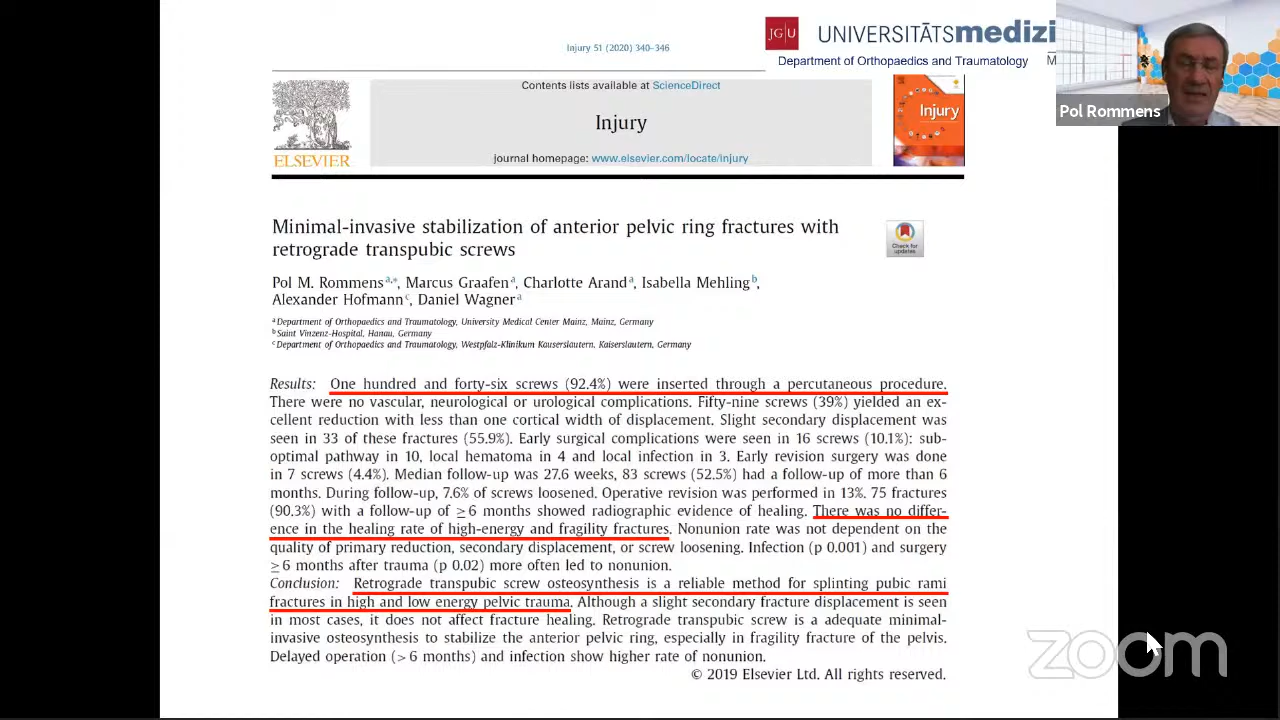 JG|U UNIVERSITÄTSmedizi
Department of Orthopaedics and Traumatology M
Pol Rommens
Injury 51 (2020) 340–346
Contents lists available at ScienceDirect
Injury
journal homepage: www.elsevier.com/locate/injury
ELSEVIER
Injury
Minimal-invasive stabilization of anterior pelvic ring fractures with
retrograde transpubic screws
Check for
updates
Pol M. Rommens a,*, Marcus Graafen a, Charlotte Arand a, Isabella Mehling b,
Alexander Hofmann c, Daniel Wagner a
a Department of Orthopaedics and Traumatology, University Medical Center Mainz, Mainz, Germany
b Saint Vinzenz-Hospital, Hanau, Germany
c Department of Orthopaedics and Traumatology, Westpfalz-Klinikum Kauserslautern, Kaiserslautern, Germany
Results: One hundred and forty-six screws (92.4%) were inserted through a percutaneous procedure.
There were no vascular, neurological or urological complications. Fifty-nine screws (39%) yielded an ex-
cellent reduction with less than one cortical width of displacement. Slight secondary displacement was
seen in 33 of these fractures (55.9%). Early surgical complications were seen in 16 screws (10.1%): sub-
optimal pathway in 10, local hematoma in 4 and local infection in 3. Early revision surgery was done
in 7 screws (4.4%). Median follow-up was 27.6 weeks, 83 screws (52.5%) had a follow-up of more than 6
months. During follow-up, 7.6% of screws loosened. Operative revision was performed in 13%. 75 fractures
(90.3%) with a follow-up of ≥6 months showed radiographic evidence of healing. There was no differ-
ence in the healing rate of high-energy and fragility fractures. Nonunion rate was not dependent on the
quality of primary reduction, secondary displacement, or screw loosening. Infection (p 0.001) and surgery
≥6 months after trauma (p 0.02) more often led to nonunion.
Conclusion: Retrograde transpubic screw osteosynthesis is a reliable method for splinting pubic rami
fractures in high and low energy pelvic trauma. Although a slight secondary fracture displacement is seen
in most cases, it does not affect fracture healing. Retrograde transpubic screw is a adequate minimal-
invasive osteosynthesis to stabilize the anterior pelvic ring, especially in fragility fracture of the pelvis.
Delayed operation (>6 months) and infection show higher rate of nonunion.
© 2019 Elsevier Ltd. All rights reserved.
zoom